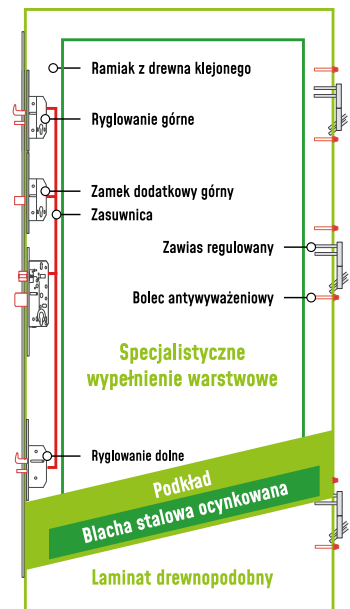 Ramiak z drewna klejonego
Ryglowanie górne
Zamek dodatkowy górny
Zasuwnica
Zawias regulowany
Bolec antywyważeniowy
Specjalistyczne
wypełnienie warstwowe
Ryglowanie dolne
Podkład
Blacha stalowa ocynkowana
Laminat drewnopodobny